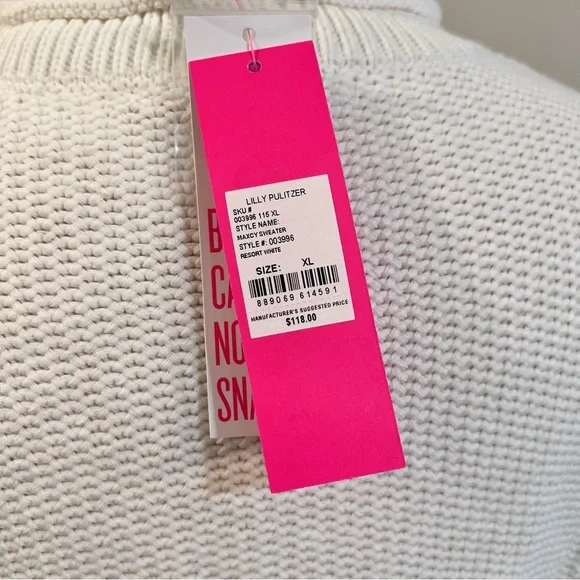 LILLY PULITZER
SKU #
003996 115 XL
STYLE NAME:
MAXCY SWEATER
STYLE #: 003996
RESORT WHITE
SIZE: XL
889069 614591
MANUFACTURER'S SUGGESTED PRICE
$118.00